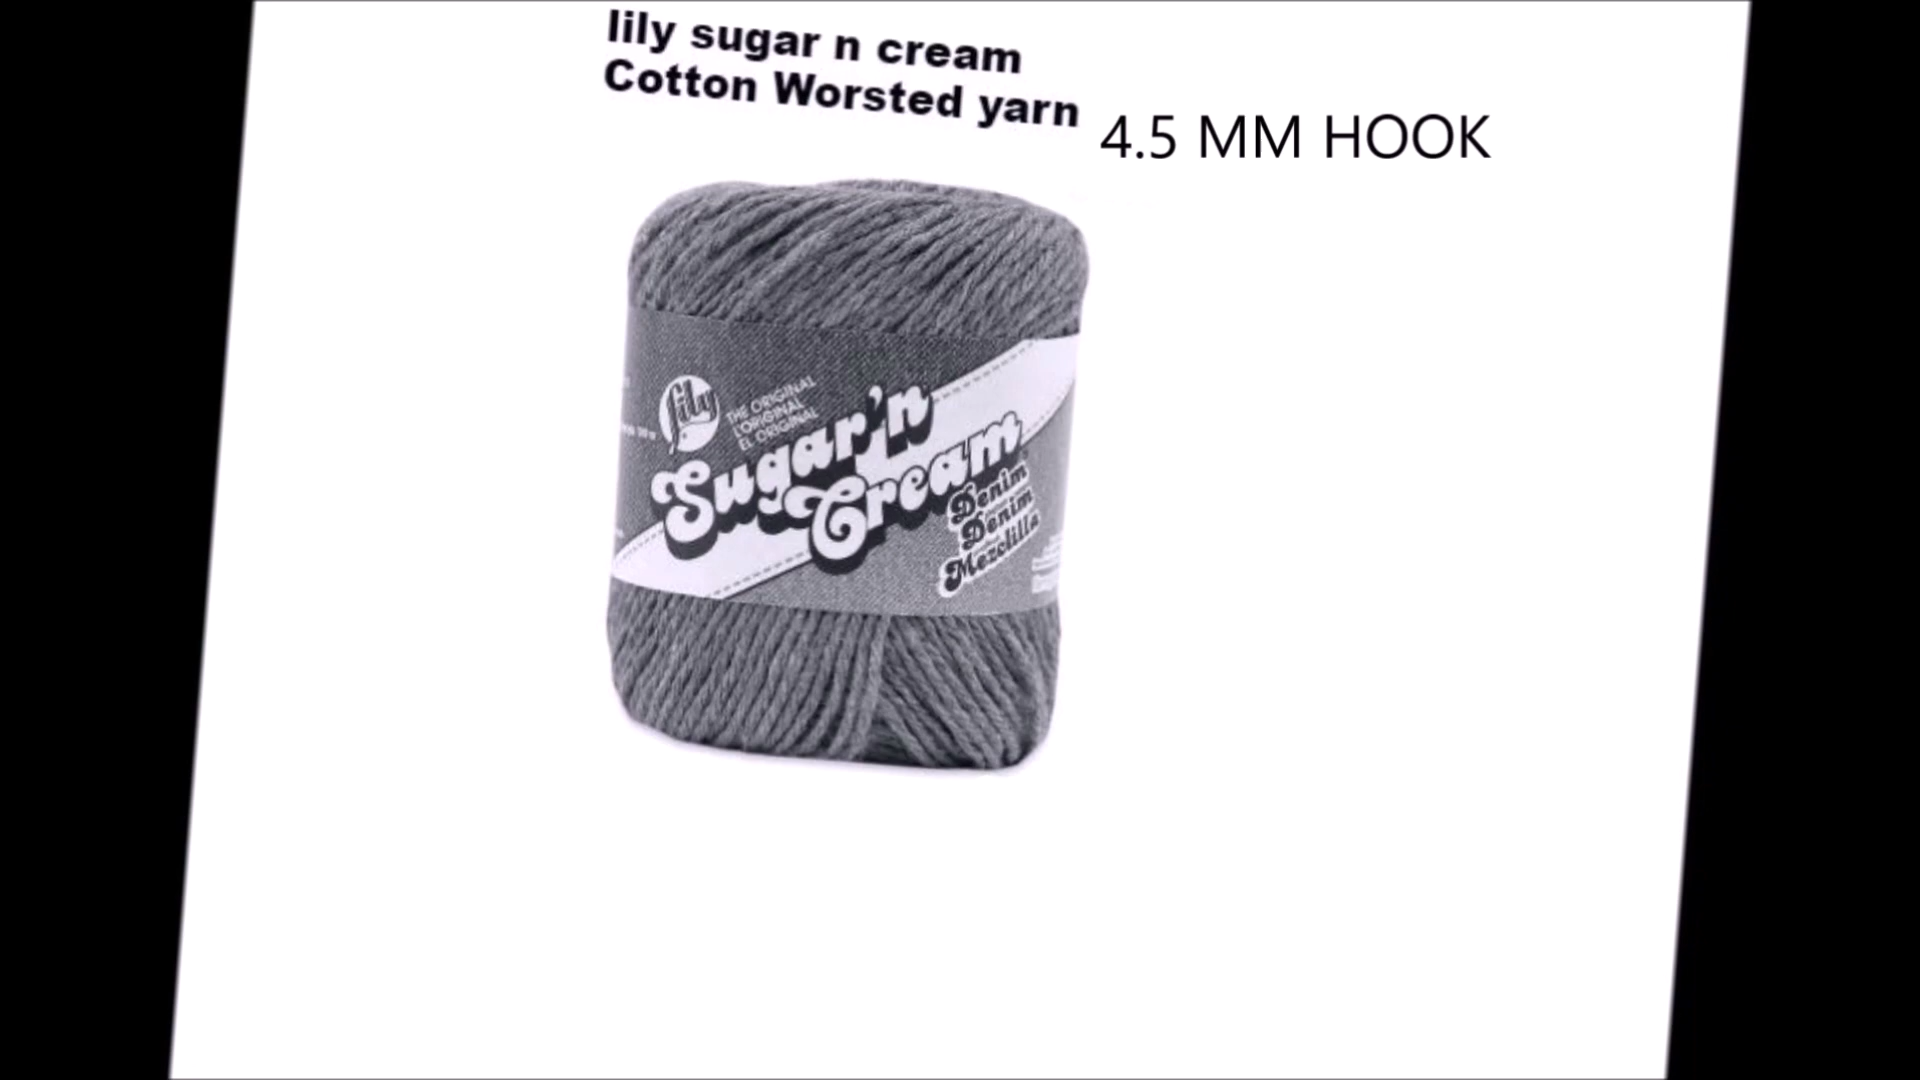 lily sugar n cream
Cotton Worsted yarn
4.5 MM HOOK
lily
THE ORIGINAL
L'ORIGINAL
EL ORIGINAL
Sugar'n
Cream
Denim
Denim
Mezclilla